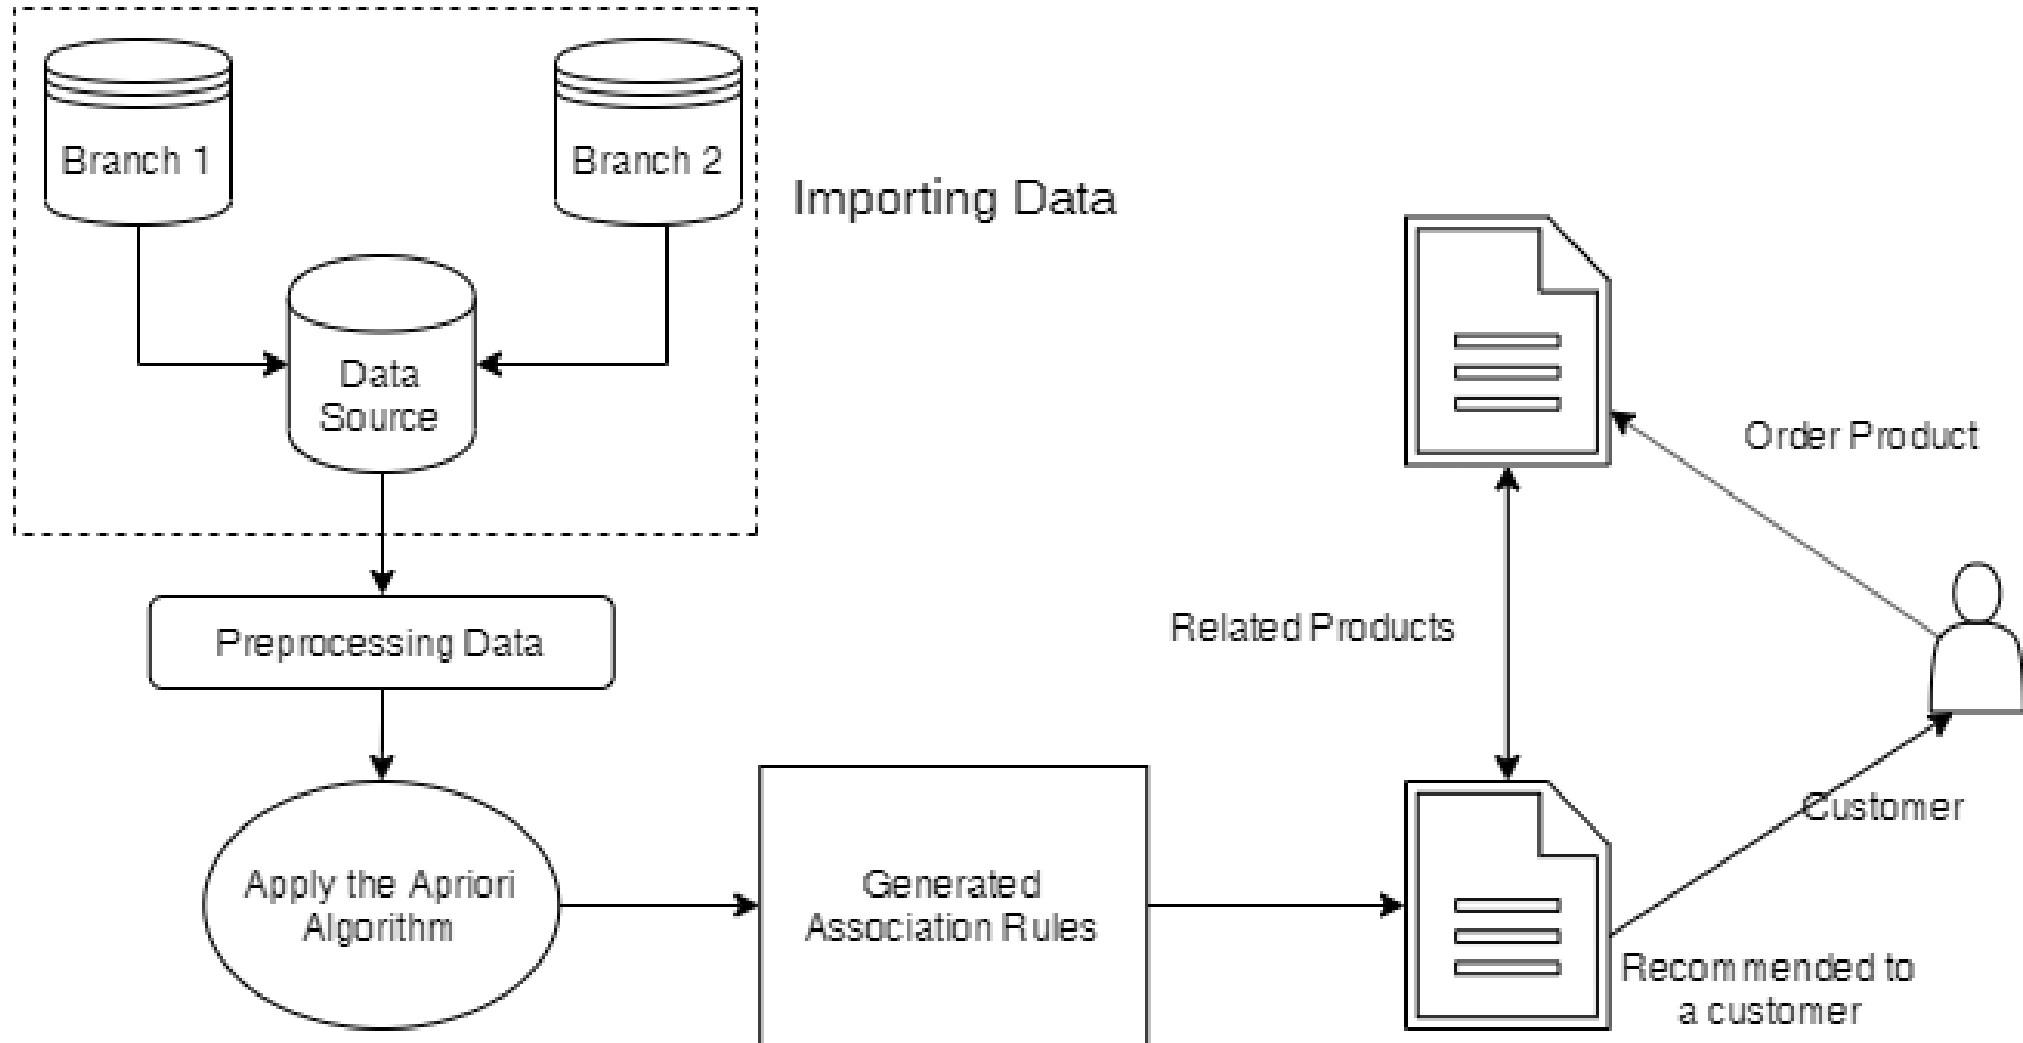 Branch 1
Branch 2
Importing Data
Data
Source
Order Product
Related Products
Preprocessing Data
Customer
Apply the Apriori
Algorithm
Generated
Association Rules
Recommended to
a customer